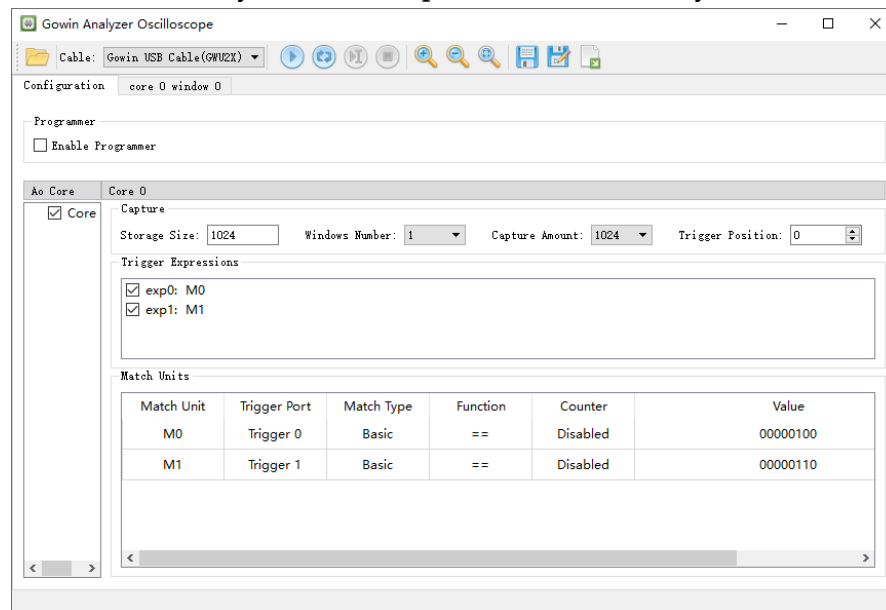 Gowin Analyzer Oscilloscope
Cable: Gowin USB Cable(GWU2X)
Configuration core 0 window 0
Programmer
Enable Programmer
Ao Core Core 0
Core
Capture
Storage Size: 1024 Windows Number: 1 Capture Amount: 1024 Trigger Position: 0
Trigger Expressions
exp0: M0
exp1: M1
Match Units
Match Unit Trigger Port Match Type Function Counter Value
M0 Trigger 0 Basic == Disabled 00000100
M1 Trigger 1 Basic == Disabled 00000110